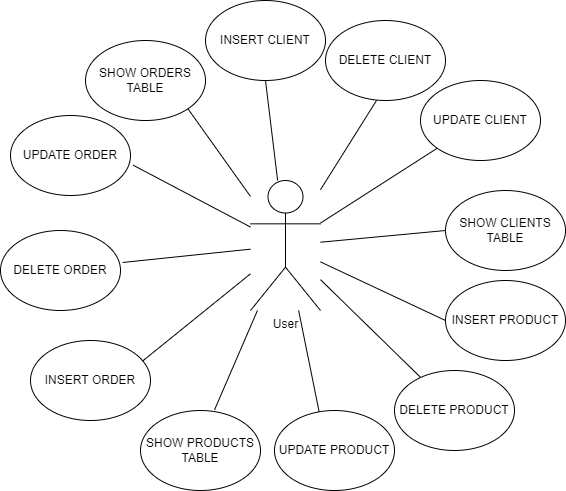 INSERT CLIENT
DELETE CLIENT
SHOW ORDERS
TABLE
UPDATE CLIENT
UPDATE ORDER
SHOW CLIENTS
TABLE
DELETE ORDER
INSERT PRODUCT
User
INSERT ORDER
DELETE PRODUCT
SHOW PRODUCTS
TABLE
UPDATE PRODUCT